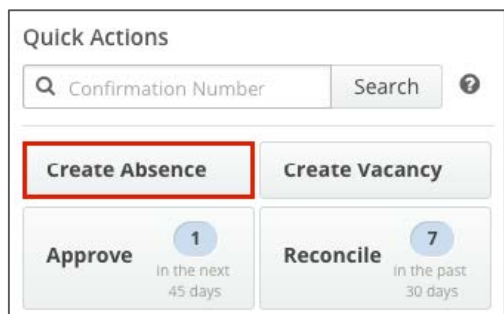 Quick Actions
Confirmation Number
Search
Create Absence
Create Vacancy
Approve
1
in the next
45 days
Reconcile
7
in the past
30 days